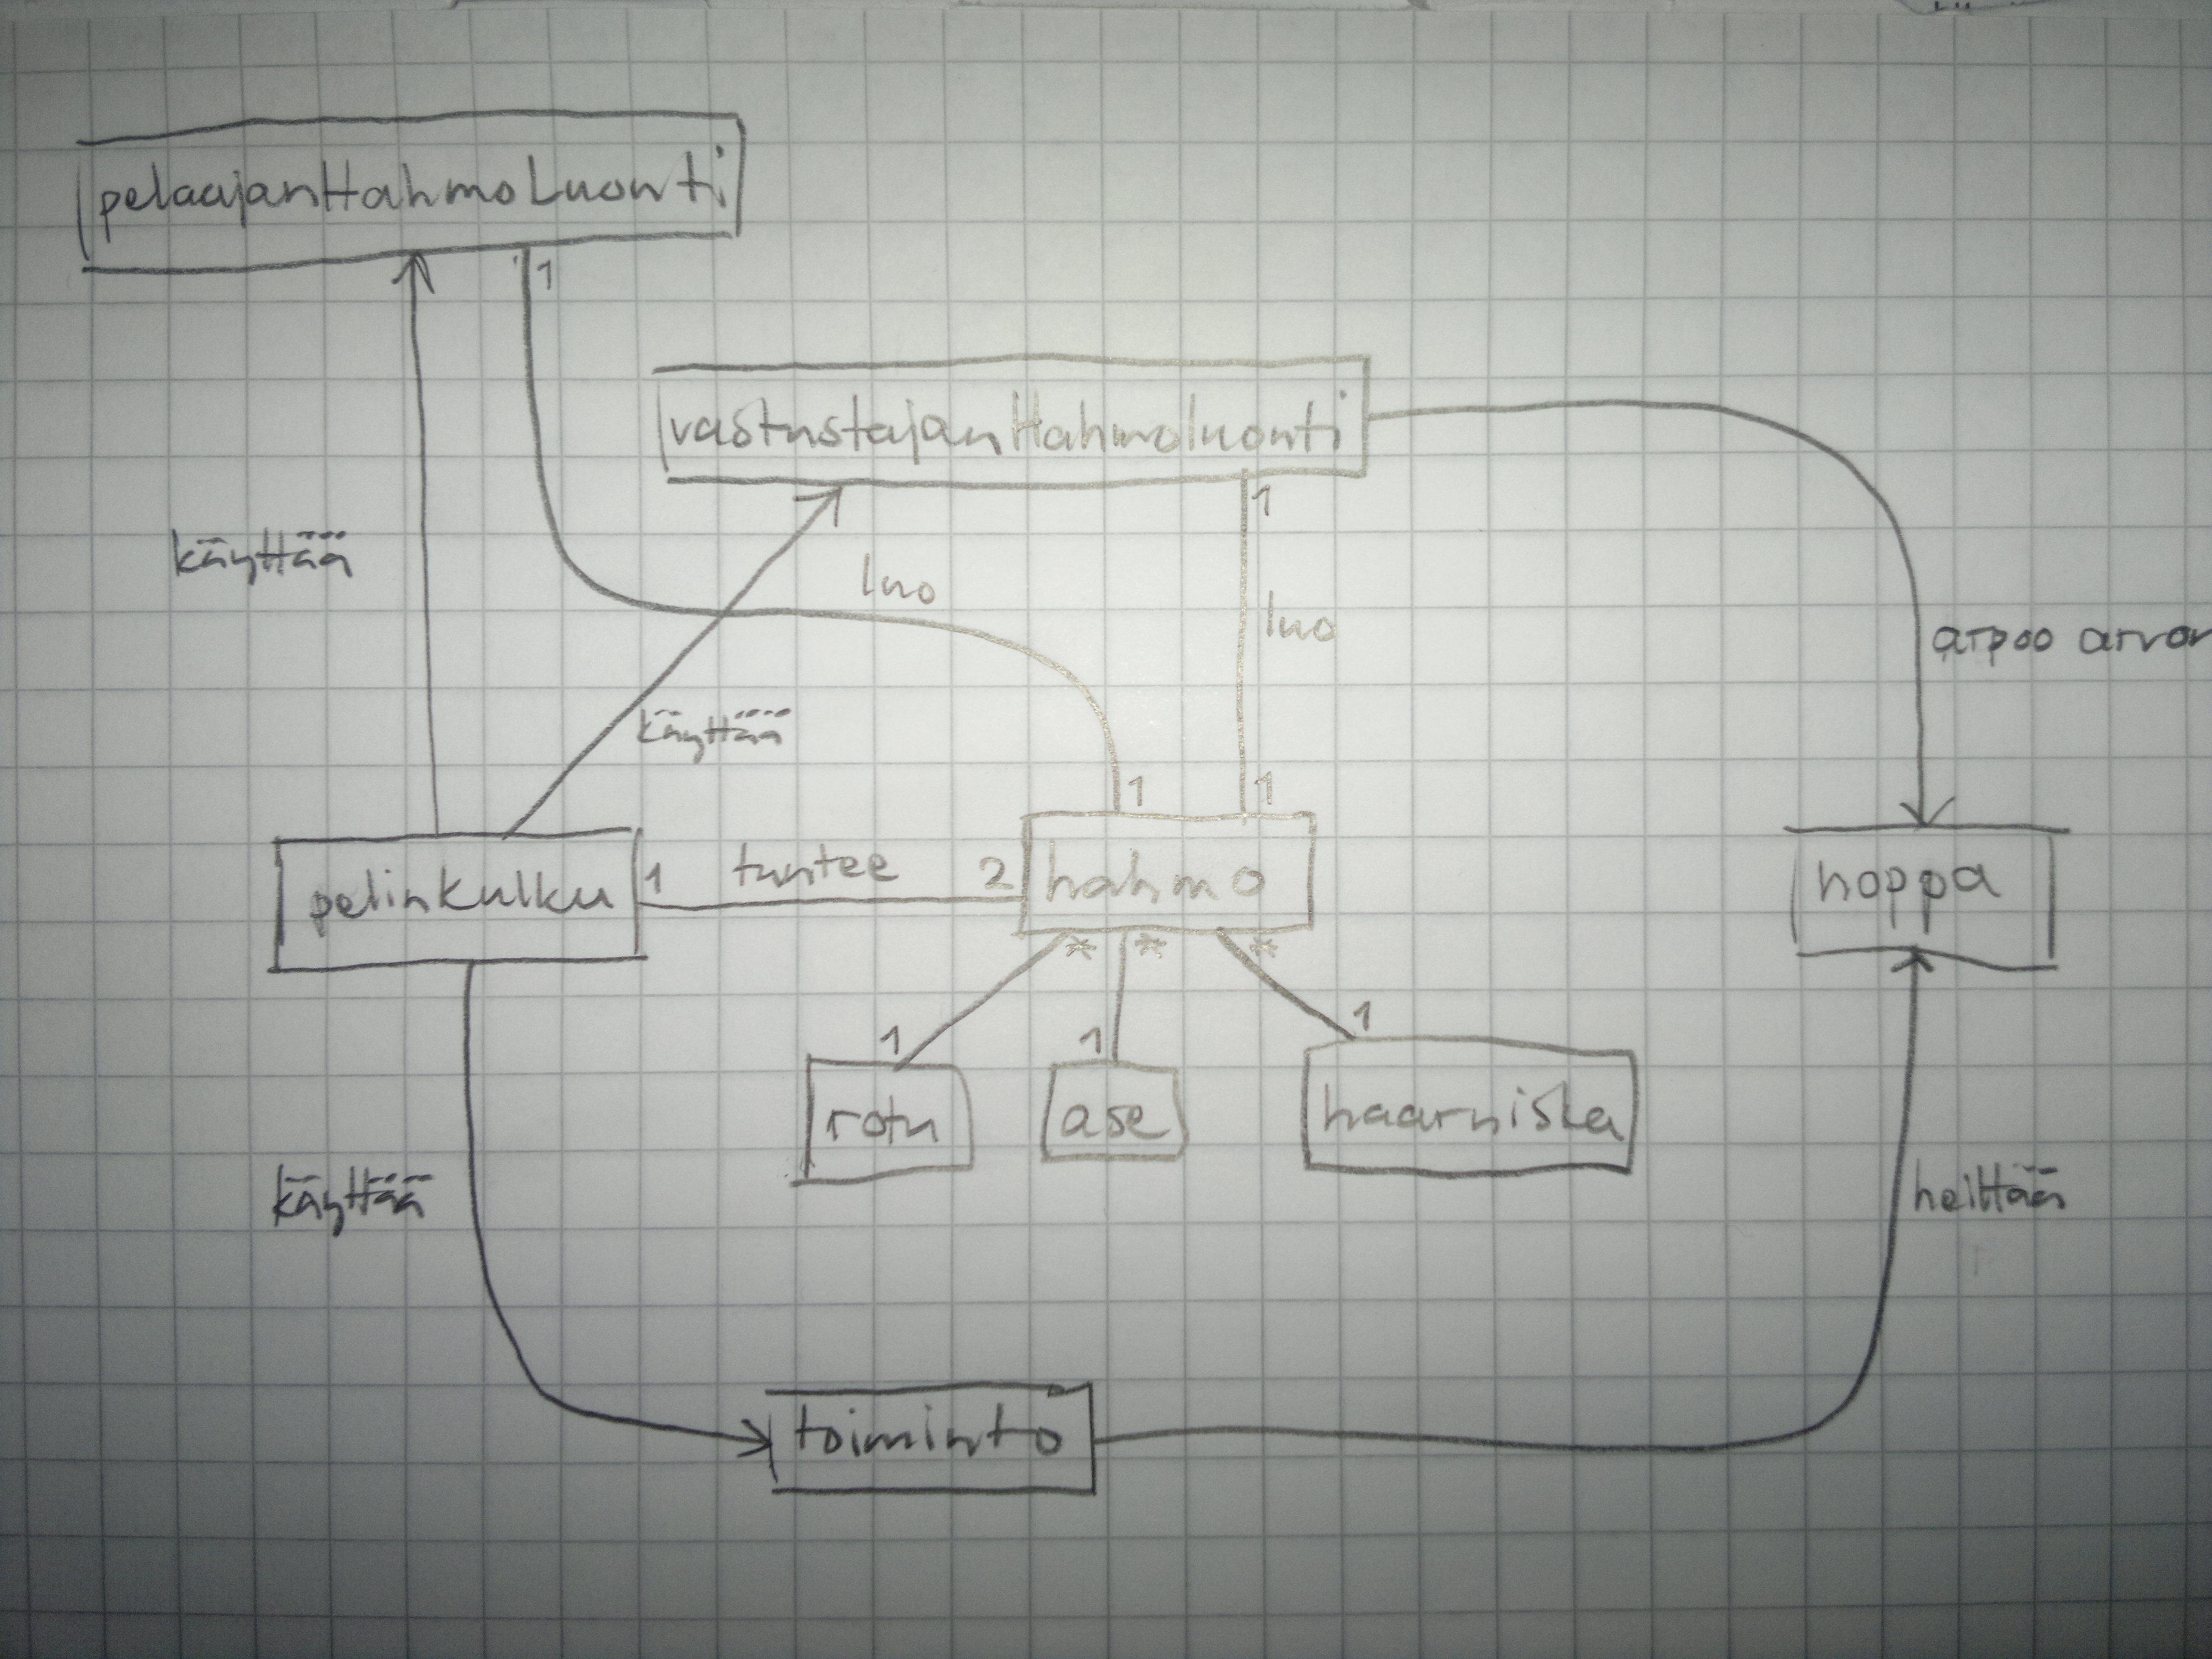 pelaajanHahmoLuonti
1
vastustajanHahmoluonti
1
käyttää
luo
luo
arpoo arvon
käyttää
1
1
pelinkulku
1
tuntee
2
hahmo
noppa
*
*
*
1
1
1
rotu
ase
haarniska
käyttää
heittää
toiminto